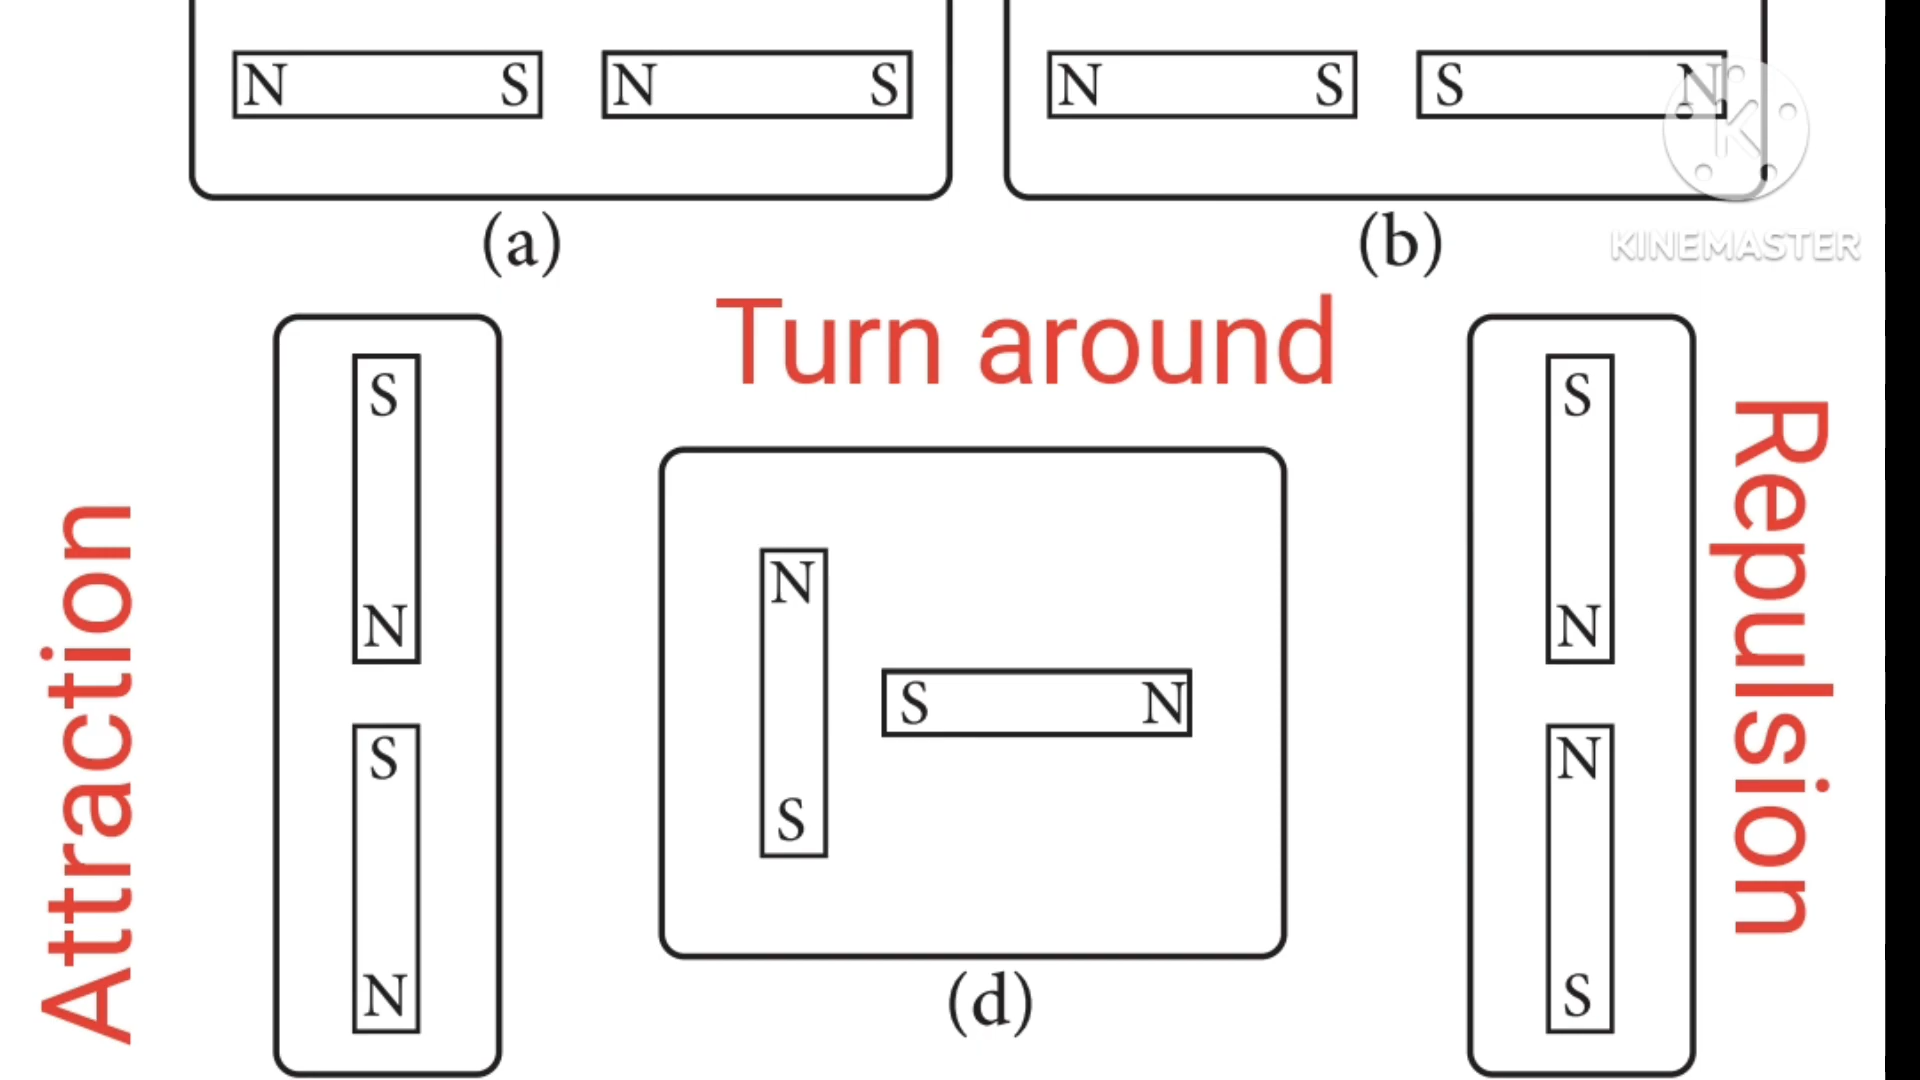 N S N S
N S S N
(a)
(b)
KINEMASTER
Turn around
Attraction
S
N
S
N
N
S
S N
(d)
S
N
N
S
Repulsion